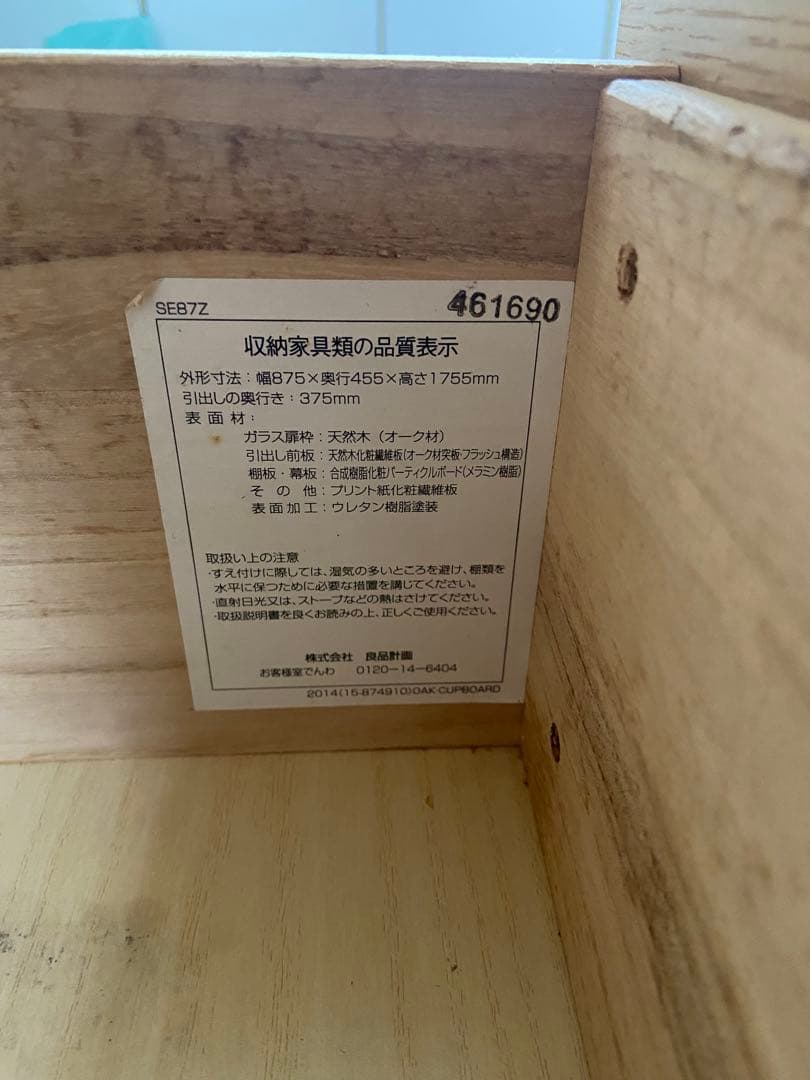 SE87Z 461690
収納家具類の品質表示
外形寸法：幅875×奥行455×高さ1755mm
引出しの奥行き：375mm
表面材：
ガラス扉枠：天然木（オーク材）
引出し前板：天然木化粧繊維板（オーク材突板・フラッシュ構造）
棚板・幕板：合成樹脂化粧パーティクルボード（メラミン樹脂）
その他：プリント紙化粧繊維板
表面加工：ウレタン樹脂塗装
取扱い上の注意
・すえ付けに際しては、湿気の多いところを避け、棚類を
水平に保つために必要な措置を講じてください。
・直射日光又は、ストーブなどの熱はさけてください。
・取扱説明書を良くお読みの上、正しくご使用ください。
株式会社 良品計画
お客様室でんわ 0120-14-6404
2014(15-874910)OAK・CUPBOARD